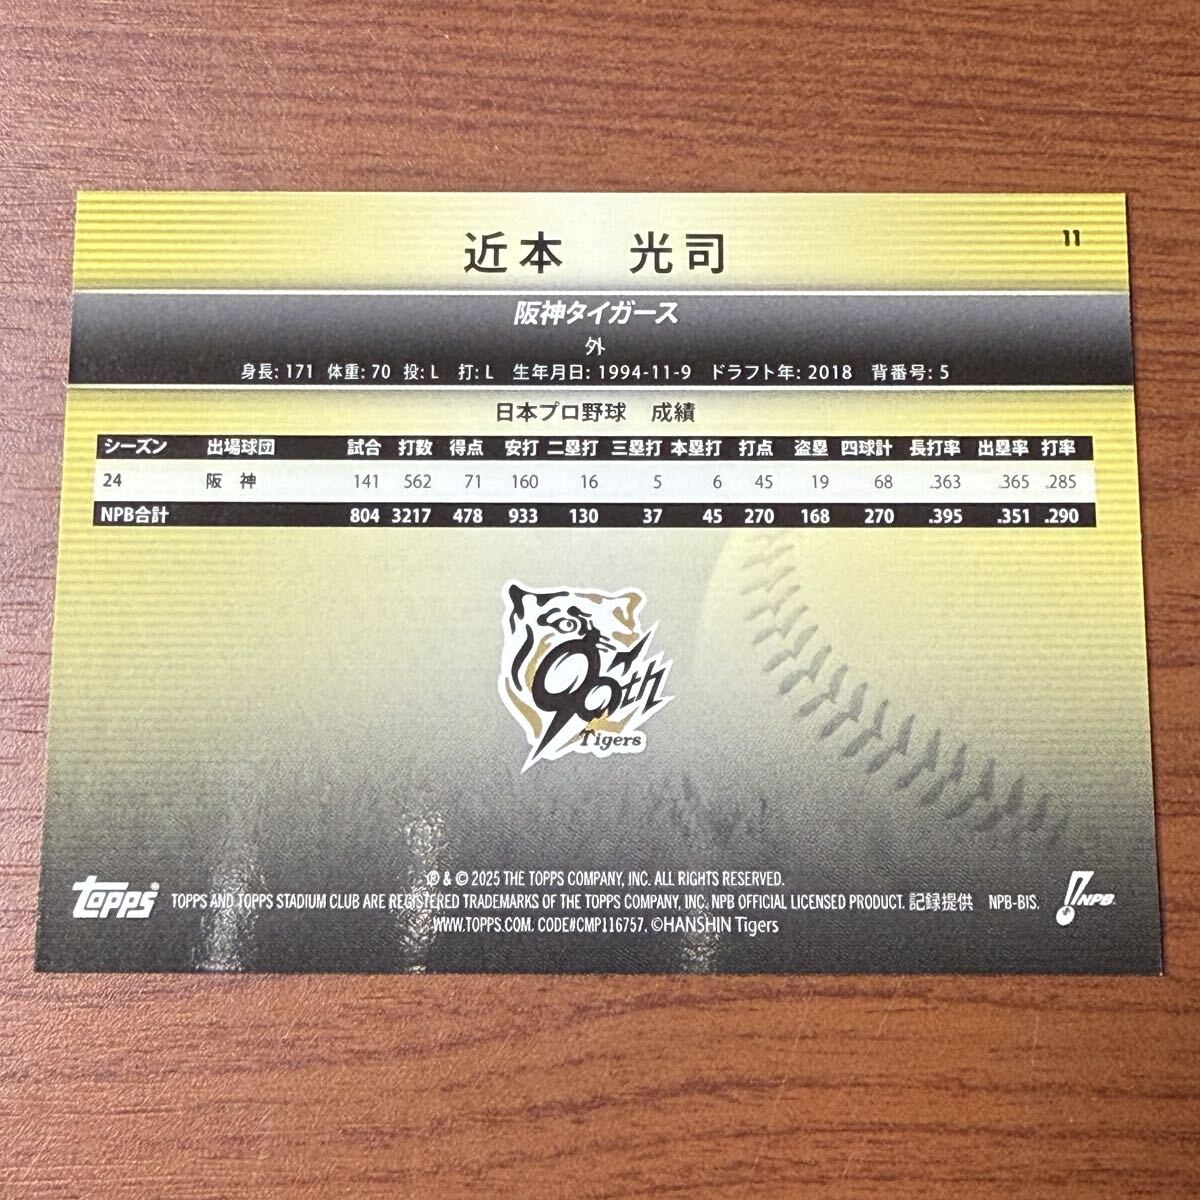 11
近本 光司
阪神タイガース
外
身長: 171 体重: 70 投: L 打: L 生年月日: 1994-11-9 ドラフト年: 2018 背番号: 5
日本プロ野球 成績
シーズン 出場球団 試合 打数 得点 安打 二塁打 三塁打 本塁打 打点 盗塁 四球計 長打率 出塁率 打率
24 阪 神 141 562 71 160 16 5 6 45 19 68 .363 .365 .285
NPB合計 804 3217 478 933 130 37 45 270 168 270 .395 .351 .290
90th
Tigers
® & © 2025 THE TOPPS COMPANY, INC. ALL RIGHTS RESERVED.
topps TOPPS AND TOPPS STADIUM CLUB ARE REGISTERED TRADEMARKS OF THE TOPPS COMPANY, INC. NPB OFFICIAL LICENSED PRODUCT. 記録提供 NPB-BIS. NPB
WWW.TOPPS.COM. CODE#CMP116757. ©HANSHIN Tigers